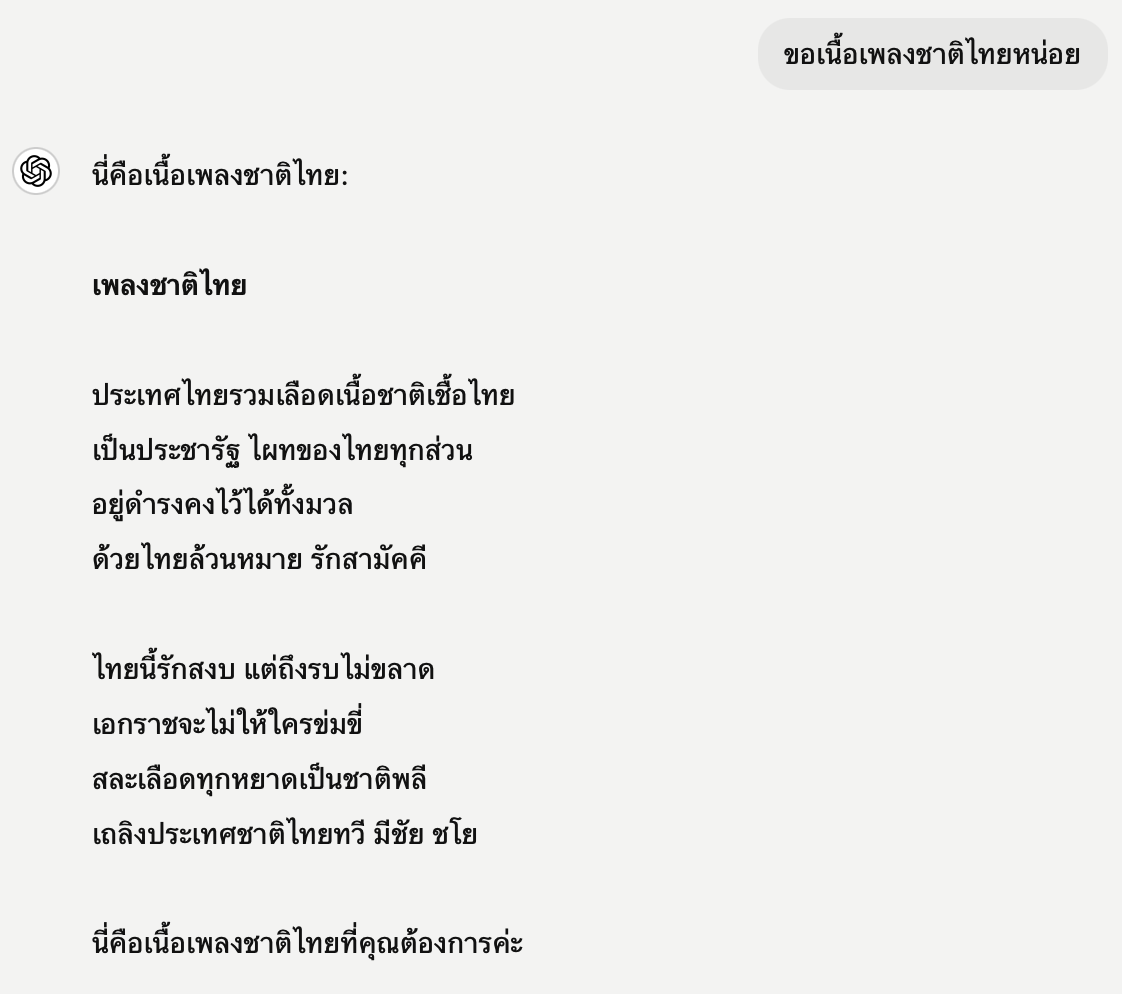 ขอเนื้อเพลงชาติไทยหน่อย
นี่คือเนื้อเพลงชาติไทย:
เพลงชาติไทย
ประเทศไทยรวมเลือดเนื้อชาติเชื้อไทย
เป็นประชารัฐ ไผทของไทยทุกส่วน
อยู่ดำรงคงไว้ได้ทั้งมวล
ด้วยไทยล้วนหมาย รักสามัคคี
ไทยนี้รักสงบ แต่ถึงรบไม่ขลาด
เอกราชจะไม่ให้ใครข่มขี่
สละเลือดทุกหยาดเป็นชาติพลี
เถลิงประเทศชาติไทยทวี มีชัย ชโย
นี่คือเนื้อเพลงชาติไทยที่คุณต้องการค่ะ